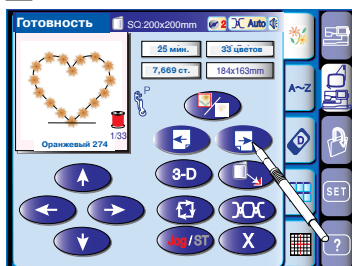 Готовность SQ:200x200mm 2 Auto
25 мин. 33 цветов
7,669 ст. 184x163mm
P
1/33
Оранжевый 274
A~Z
D
3-D
SET
Jog/ST X
?